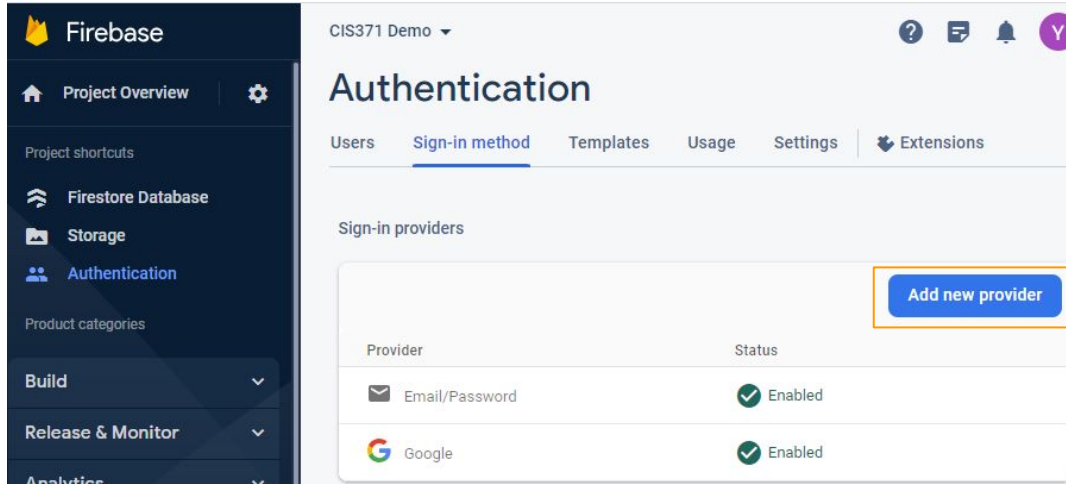 Firebase
CIS371 Demo
Y
Project Overview
Authentication
Users Sign-in method Templates Usage Settings Extensions
Project shortcuts
Firestore Database
Storage
Authentication
Sign-in providers
Add new provider
Product categories
Provider Status
Build
Email/Password Enabled
Release & Monitor
Google Enabled
Analytics